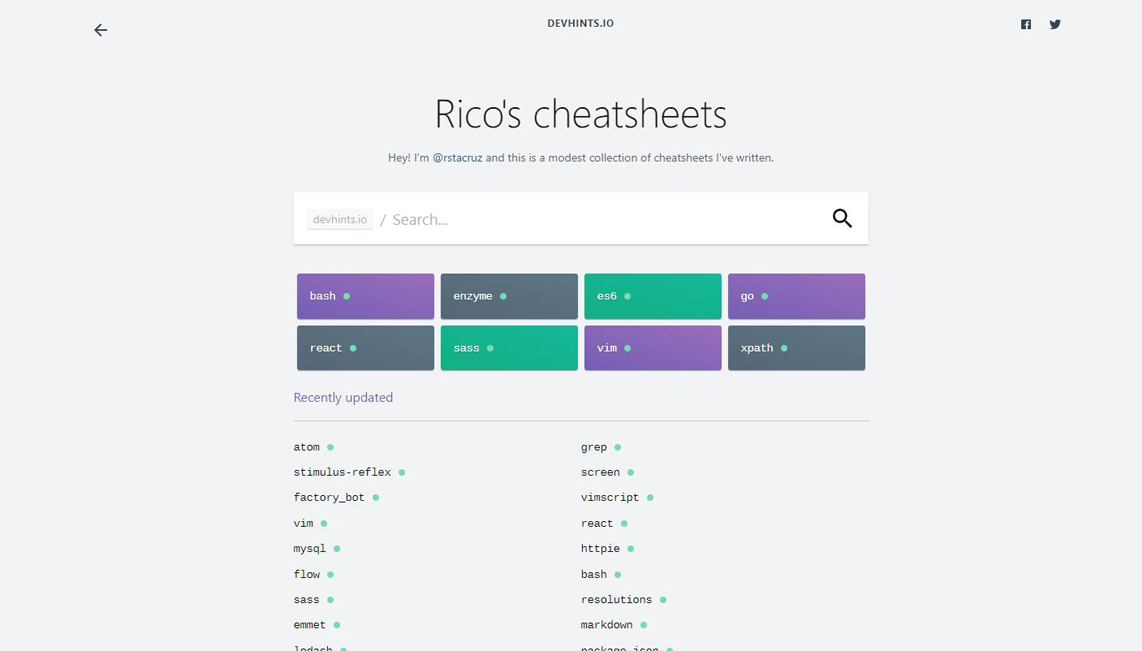 DEVHINTS.IO
Rico's cheatsheets
Hey! I'm @rstacruz and this is a modest collection of cheatsheets I've written.
devhints.io / Search...
bash enzyme es6 go
react sass vim xpath
Recently updated
atom grep
stimulus-reflex screen
factory_bot vimscript
vim react
mysql httpie
flow bash
sass resolutions
emmet markdown
lodash package.json